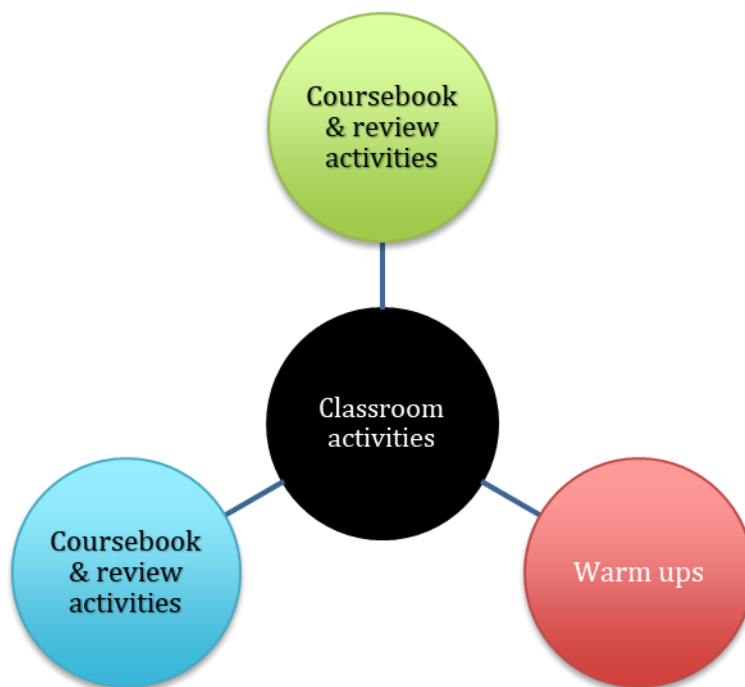 Coursebook
& review
activities
Classroom
activities
Coursebook
& review
activities
Warm ups